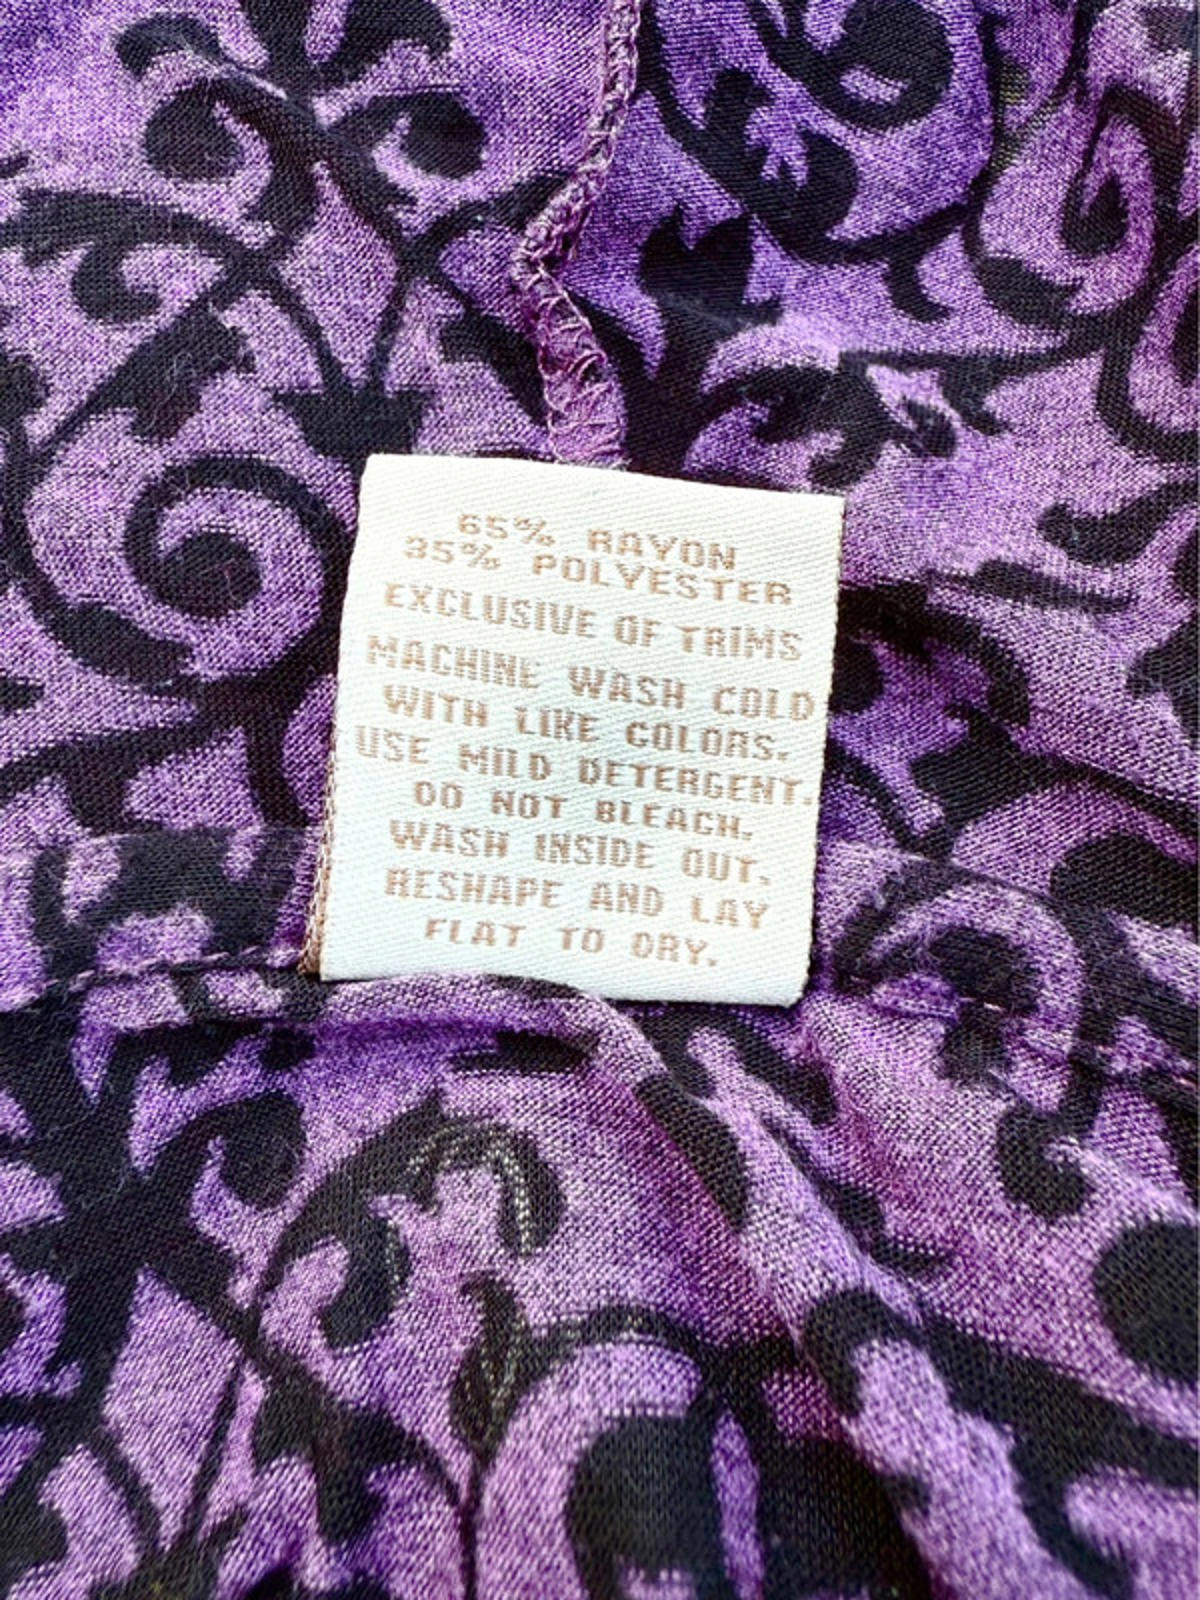 65% RAYON
35% POLYESTER
EXCLUSIVE OF TRIMS
MACHINE WASH COLD
WITH LIKE COLORS.
USE MILD DETERGENT.
DO NOT BLEACH.
WASH INSIDE OUT.
RESHAPE AND LAY
FLAT TO DRY.